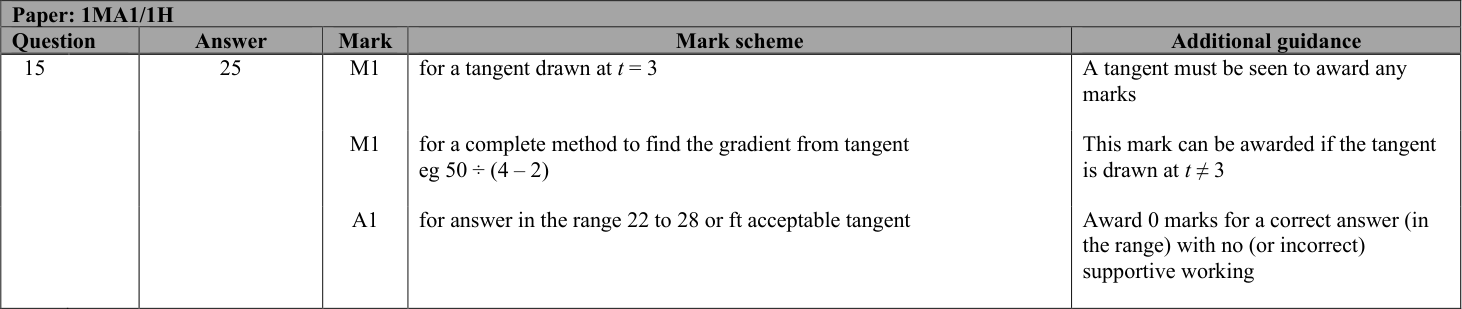 Paper: 1MA1/1H
Question Answer Mark Mark scheme Additional guidance
15 25 M1 for a tangent drawn at t = 3 A tangent must be seen to award any
marks
M1 for a complete method to find the gradient from tangent This mark can be awarded if the tangent
eg 50 ÷ (4 – 2) is drawn at t ≠ 3
A1 for answer in the range 22 to 28 or ft acceptable tangent Award 0 marks for a correct answer (in
the range) with no (or incorrect)
supportive working